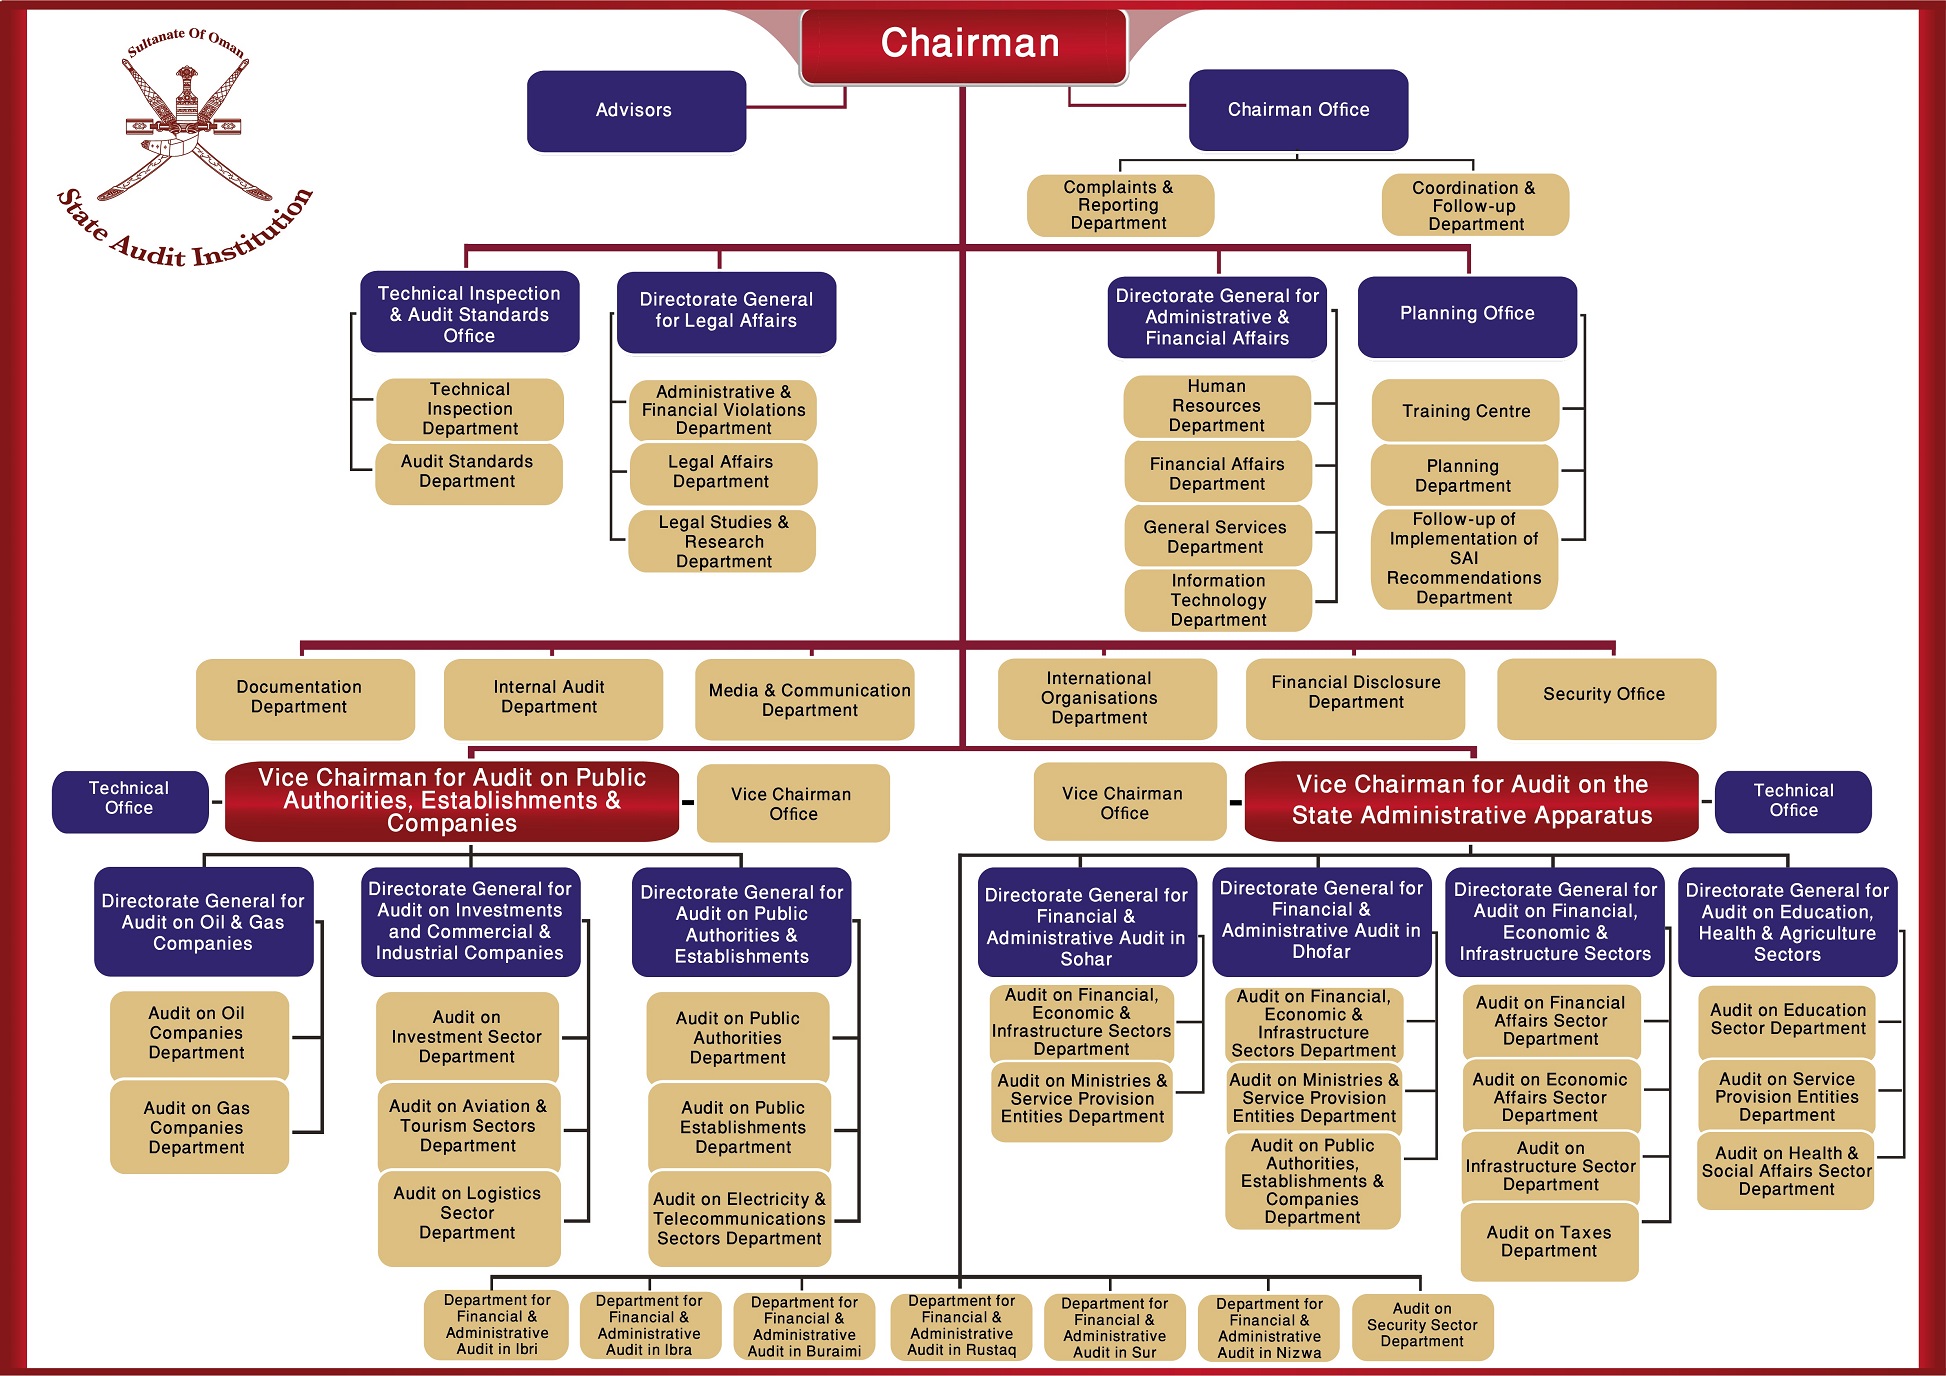 Sultanate Of Oman
State Audit Institution
Chairman
Advisors
Chairman Office
Complaints &
Reporting
Department
Coordination &
Follow-up
Department
Technical Inspection
& Audit Standards
Office
Technical
Inspection
Department
Audit Standards
Department
Directorate General
for Legal Affairs
Administrative &
Financial Violations
Department
Legal Affairs
Department
Legal Studies &
Research
Department
Directorate General for
Administrative &
Financial Affairs
Human
Resources
Department
Financial Affairs
Department
General Services
Department
Information
Technology
Department
Planning Office
Training Centre
Planning
Department
Follow-up of
Implementation of
SAI
Recommendations
Department
Documentation
Department
Internal Audit
Department
Media & Communication
Department
International
Organisations
Department
Financial Disclosure
Department
Security Office
Technical
Office
Vice Chairman for Audit on Public
Authorities, Establishments &
Companies
Vice Chairman
Office
Vice Chairman
Office
Vice Chairman for Audit on the
State Administrative Apparatus
Technical
Office
Directorate General for
Audit on Oil & Gas
Companies
Audit on Oil
Companies
Department
Audit on Gas
Companies
Department
Directorate General for
Audit on Investments
and Commercial &
Industrial Companies
Audit on
Investment Sector
Department
Audit on Aviation &
Tourism Sectors
Department
Audit on Logistics
Sector
Department
Directorate General for
Audit on Public
Authorities &
Establishments
Audit on Public
Authorities
Department
Audit on Public
Establishments
Department
Audit on Electricity &
Telecommunications
Sectors Department
Directorate General for
Financial &
Administrative Audit in
Sohar
Audit on Financial,
Economic &
Infrastructure Sectors
Department
Audit on Ministries &
Service Provision
Entities Department
Directorate General for
Financial &
Administrative Audit in
Dhofar
Audit on Financial,
Economic &
Infrastructure
Sectors Department
Audit on Ministries &
Service Provision
Entities Department
Audit on Public
Authorities,
Establishments &
Companies
Department
Directorate General for
Audit on Financial,
Economic &
Infrastructure Sectors
Audit on Financial
Affairs Sector
Department
Audit on Economic
Affairs Sector
Department
Audit on
Infrastructure Sector
Department
Audit on Taxes
Department
Directorate General for
Audit on Education,
Health & Agriculture
Sectors
Audit on Education
Sector Department
Audit on Service
Provision Entities
Department
Audit on Health &
Social Affairs Sector
Department
Department for
Financial &
Administrative
Audit in Ibri
Department for
Financial &
Administrative
Audit in Ibra
Department for
Financial &
Administrative
Audit in Buraimi
Department for
Financial &
Administrative
Audit in Rustaq
Department for
Financial &
Administrative
Audit in Sur
Department for
Financial &
Administrative
Audit in Nizwa
Audit on
Security Sector
Department